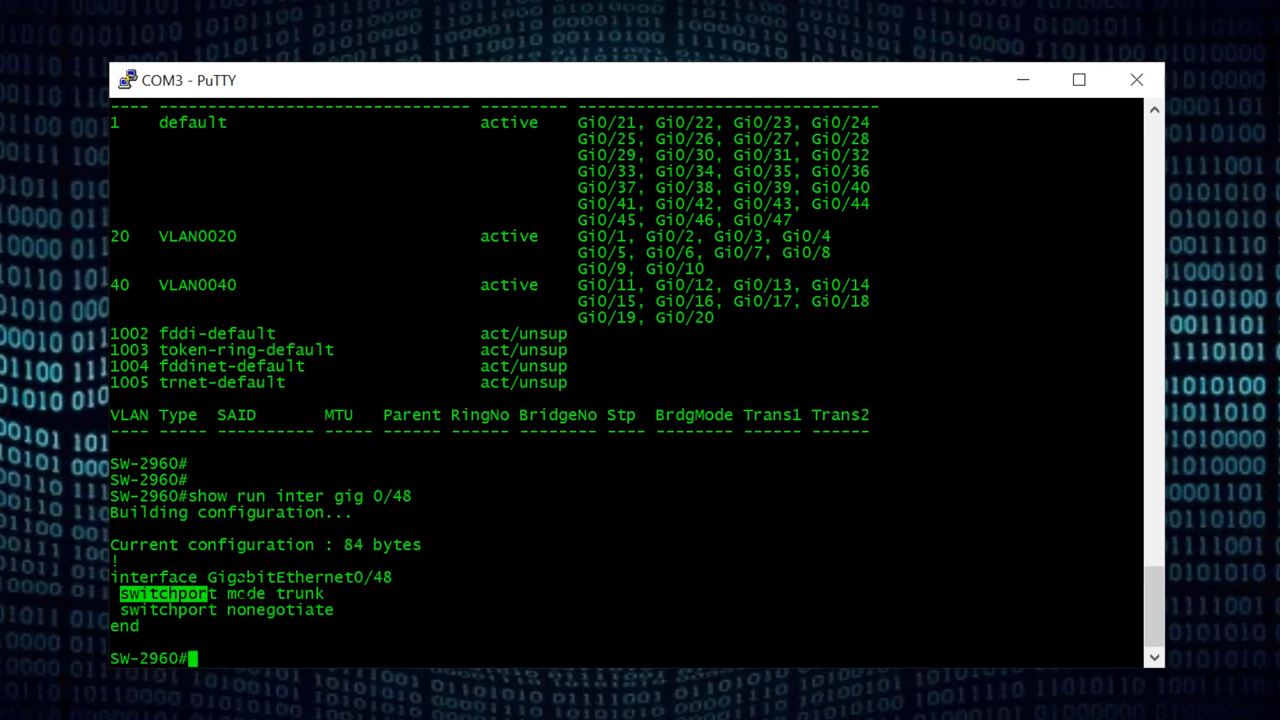 COM3 - PuTTY
---- -------------------------------- --------- -------------------------------
1    default                          active    Gi0/21, Gi0/22, Gi0/23, Gi0/24
                                                Gi0/25, Gi0/26, Gi0/27, Gi0/28
                                                Gi0/29, Gi0/30, Gi0/31, Gi0/32
                                                Gi0/33, Gi0/34, Gi0/35, Gi0/36
                                                Gi0/37, Gi0/38, Gi0/39, Gi0/40
                                                Gi0/41, Gi0/42, Gi0/43, Gi0/44
                                                Gi0/45, Gi0/46, Gi0/47
20   VLAN0020                         active    Gi0/1, Gi0/2, Gi0/3, Gi0/4
                                                Gi0/5, Gi0/6, Gi0/7, Gi0/8
                                                Gi0/9, Gi0/10
40   VLAN0040                         active    Gi0/11, Gi0/12, Gi0/13, Gi0/14
                                                Gi0/15, Gi0/16, Gi0/17, Gi0/18
                                                Gi0/19, Gi0/20
1002 fddi-default                     act/unsup
1003 token-ring-default               act/unsup
1004 fddinet-default                  act/unsup
1005 trnet-default                    act/unsup
VLAN Type  SAID       MTU   Parent RingNo BridgeNo Stp  BrdgMode Trans1 Trans2
---- ----- ---------- ----- ------ ------ -------- ---- -------- ------ ------
SW-2960#
SW-2960#
SW-2960#show run inter gig 0/48
Building configuration...
Current configuration : 84 bytes
!
interface GigabitEthernet0/48
 switchport mode trunk
 switchport nonegotiate
end
SW-2960#